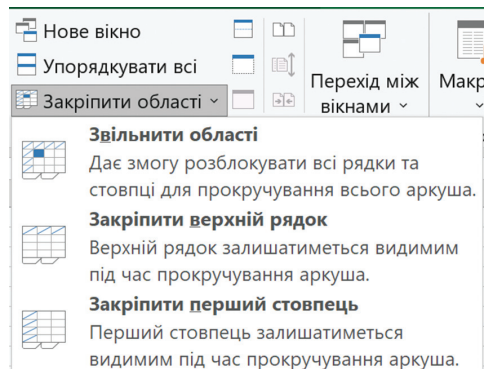 Нове вікно
Упорядкувати всі
Закріпити області
Перехід між
вікнами
Макр
Звільнити області
Дає змогу розблокувати всі рядки та
стовпці для прокручування всього аркуша.
Закріпити верхній рядок
Верхній рядок залишатиметься видимим
під час прокручування аркуша.
Закріпити перший стовпець
Перший стовпець залишатиметься
видимим під час прокручування аркуша.